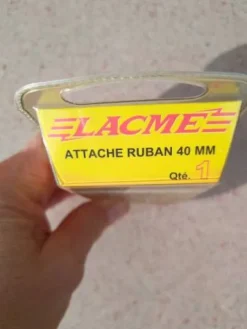 LACME
ATTACHE RUBAN 40 MM
Qté. 1